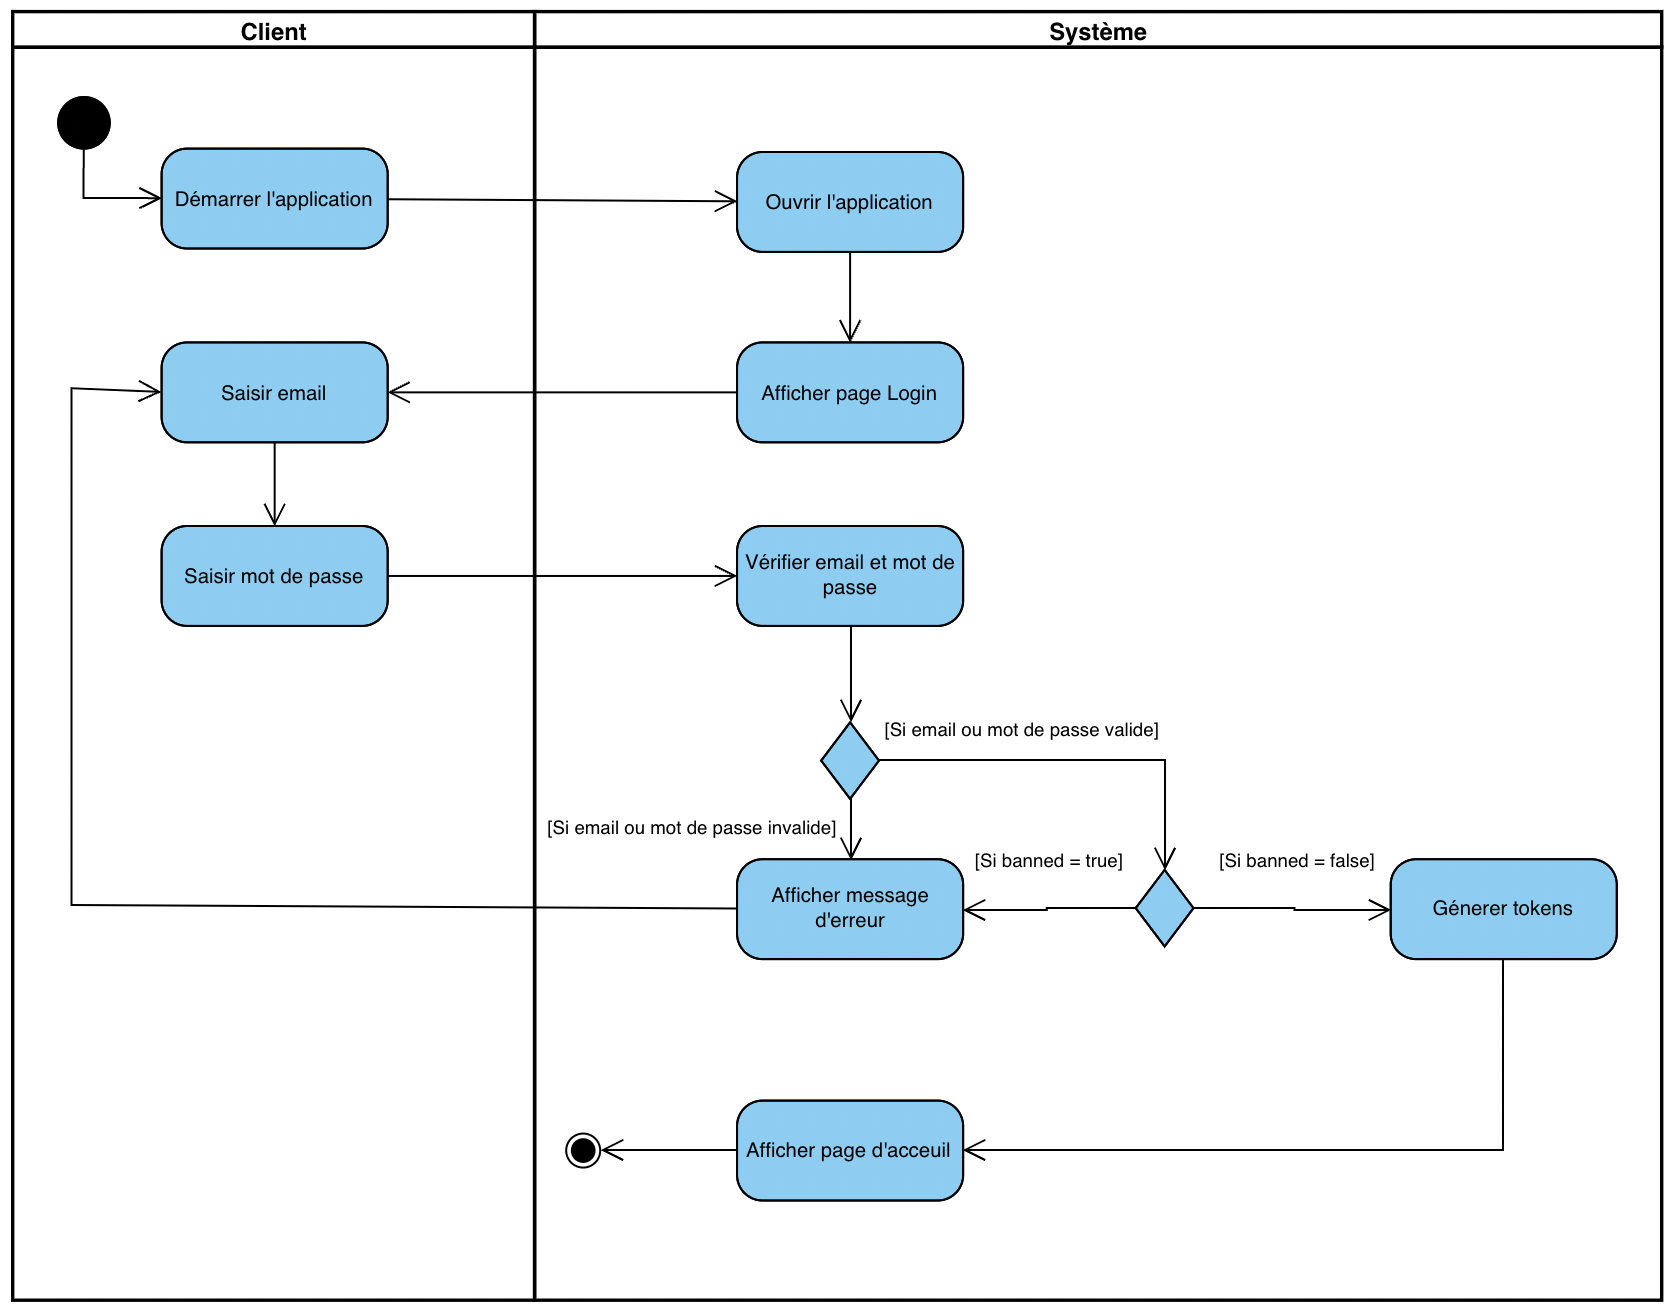 Client
Système
Démarrer l'application
Ouvrir l'application
Saisir email
Afficher page Login
Saisir mot de passe
Vérifier email et mot de
passe
[Si email ou mot de passe valide]
[Si email ou mot de passe invalide]
[Si banned = true]
[Si banned = false]
Afficher message
d'erreur
Génerer tokens
Afficher page d'acceuil